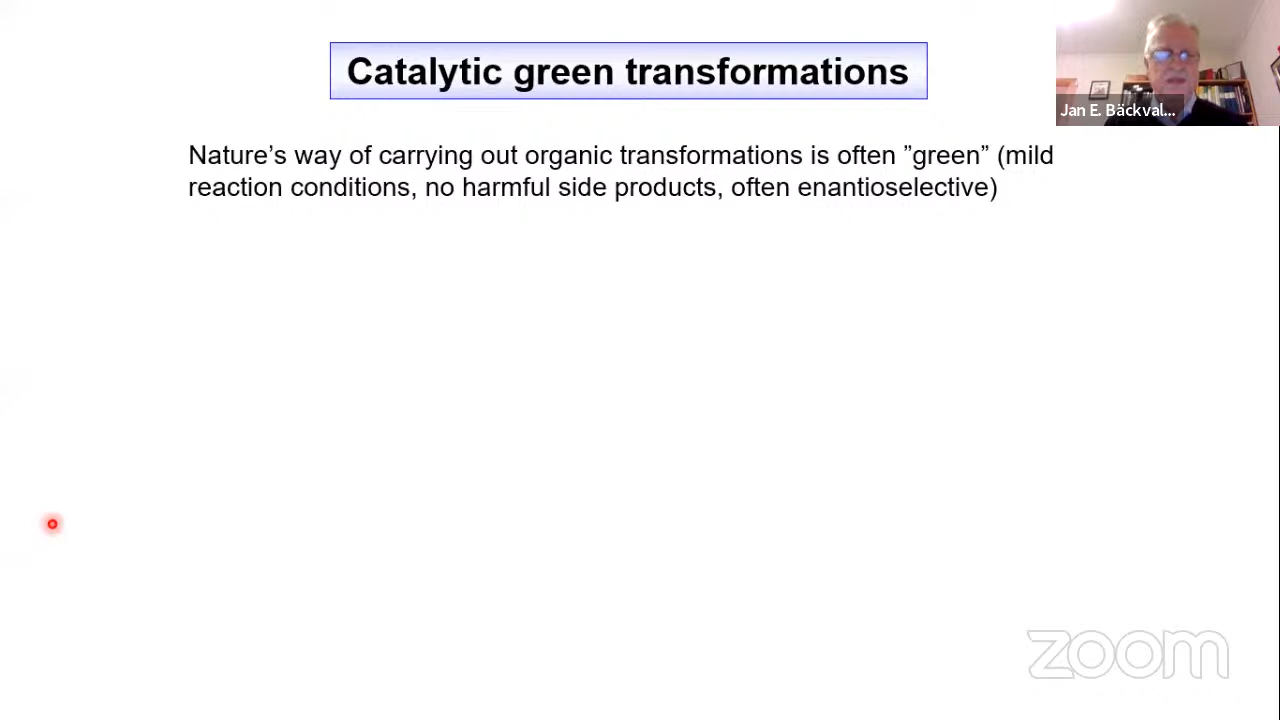 Catalytic green transformations
Jan E. Bäckval...
Nature’s way of carrying out organic transformations is often ”green” (mild
reaction conditions, no harmful side products, often enantioselective)
zoom